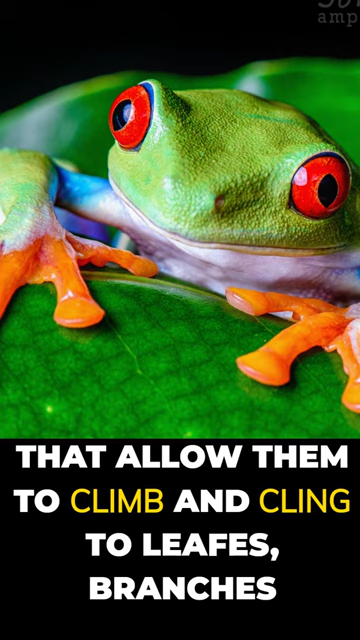 THAT ALLOW THEM
TO CLIMB AND CLING
TO LEAFES,
BRANCHES